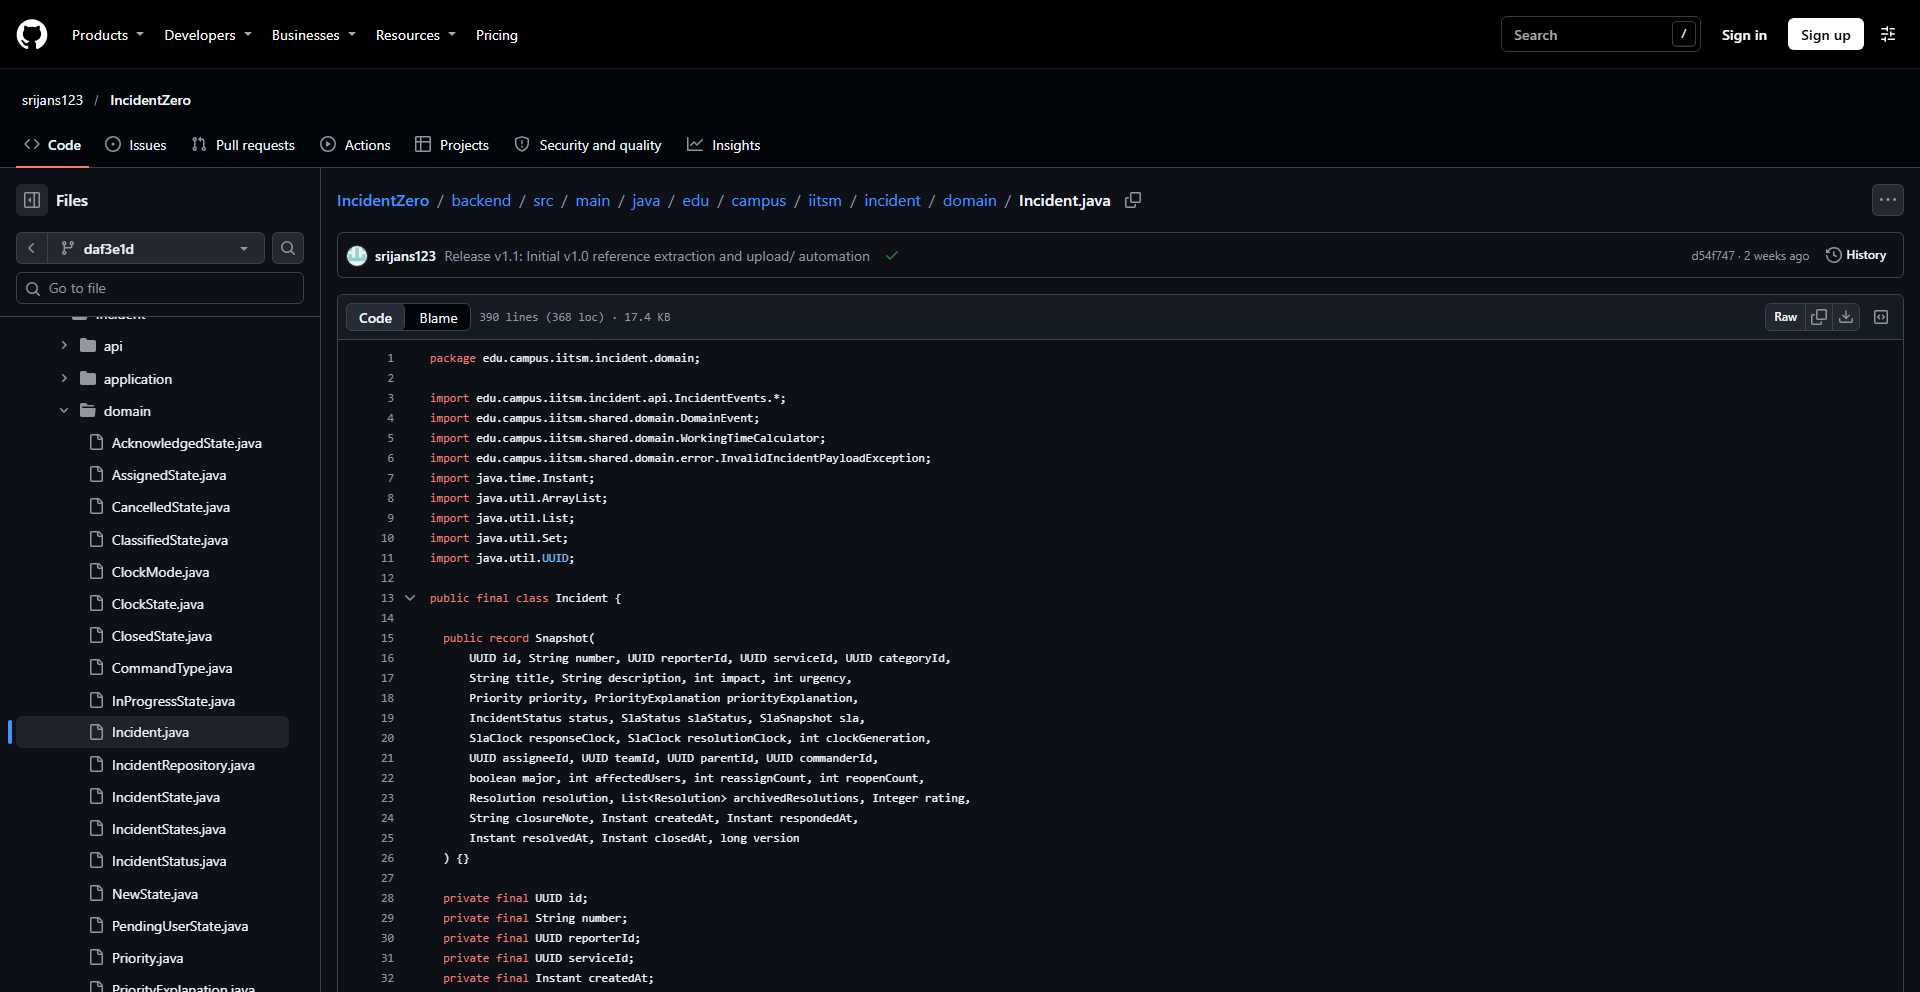 Products Developers Businesses Resources Pricing Search / Sign in Sign up
srijans123 / IncidentZero
Code Issues Pull requests Actions Projects Security and quality Insights
Files
daf3e1d
Go to file
incident
api
application
domain
AcknowledgedState.java
AssignedState.java
CancelledState.java
ClassifiedState.java
ClockMode.java
ClockState.java
ClosedState.java
CommandType.java
InProgressState.java
Incident.java
IncidentRepository.java
IncidentState.java
IncidentStates.java
IncidentStatus.java
NewState.java
PendingUserState.java
Priority.java
PriorityExplanation.java
IncidentZero / backend / src / main / java / edu / campus / iitsm / incident / domain / Incident.java
srijans123 Release v1.1: Initial v1.0 reference extraction and upload/ automation d54f747 · 2 weeks ago History
Code Blame 390 lines (368 loc) · 17.4 KB Raw
1 package edu.campus.iitsm.incident.domain;
2
3 import edu.campus.iitsm.incident.api.IncidentEvents.*;
4 import edu.campus.iitsm.shared.domain.DomainEvent;
5 import edu.campus.iitsm.shared.domain.WorkingTimeCalculator;
6 import edu.campus.iitsm.shared.domain.error.InvalidIncidentPayloadException;
7 import java.time.Instant;
8 import java.util.ArrayList;
9 import java.util.List;
10 import java.util.Set;
11 import java.util.UUID;
12
13 public final class Incident {
14
15 public record Snapshot(
16 UUID id, String number, UUID reporterId, UUID serviceId, UUID categoryId,
17 String title, String description, int impact, int urgency,
18 Priority priority, PriorityExplanation priorityExplanation,
19 IncidentStatus status, SlaStatus slaStatus, SlaSnapshot sla,
20 SlaClock responseClock, SlaClock resolutionClock, int clockGeneration,
21 UUID assigneeId, UUID teamId, UUID parentId, UUID commanderId,
22 boolean major, int affectedUsers, int reassignCount, int reopenCount,
23 Resolution resolution, List<Resolution> archivedResolutions, Integer rating,
24 String closureNote, Instant createdAt, Instant respondedAt,
25 Instant resolvedAt, Instant closedAt, long version
26 ) {}
27
28 private final UUID id;
29 private final String number;
30 private final UUID reporterId;
31 private final UUID serviceId;
32 private final Instant createdAt;